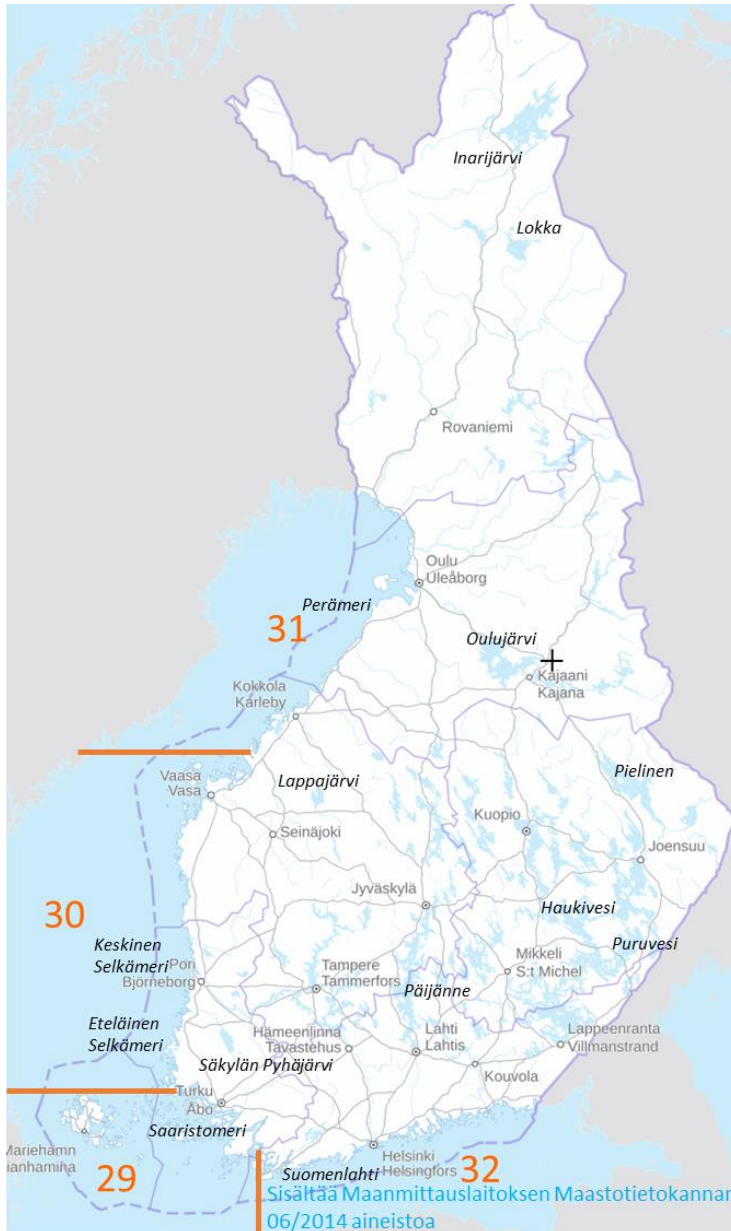 Inarijärvi
Lokka
Rovaniemi
Oulu
Uleåborg
Perämeri
31
Oulujärvi
Kajaani
Kajana
Kokkola
Karleby
Vaasa
Vasa
Lappajärvi
Pielinen
Seinäjoki
Kuopio
Joensuu
Jyväskylä
30
Haukivesi
Keskinen
Selkämeri
Pori
Björneborg
Puruvesi
Mikkeli
S:t Michel
Tampere
Tammerfors
Päijänne
Eteläinen
Selkämeri
Hämeenlinna
Tavastehus
Lahti
Lahtis
Lappeenranta
Villmanstrand
Säkylän Pyhäjärvi
Kouvola
Turku
Åbo
Saaristomeri
Mariehamn
anhamina
29
Helsinki
Helsingfors
32
Suomenlahti
Sisältää Maanmittauslaitoksen Maastotietokannan
06/2014 aineistoa